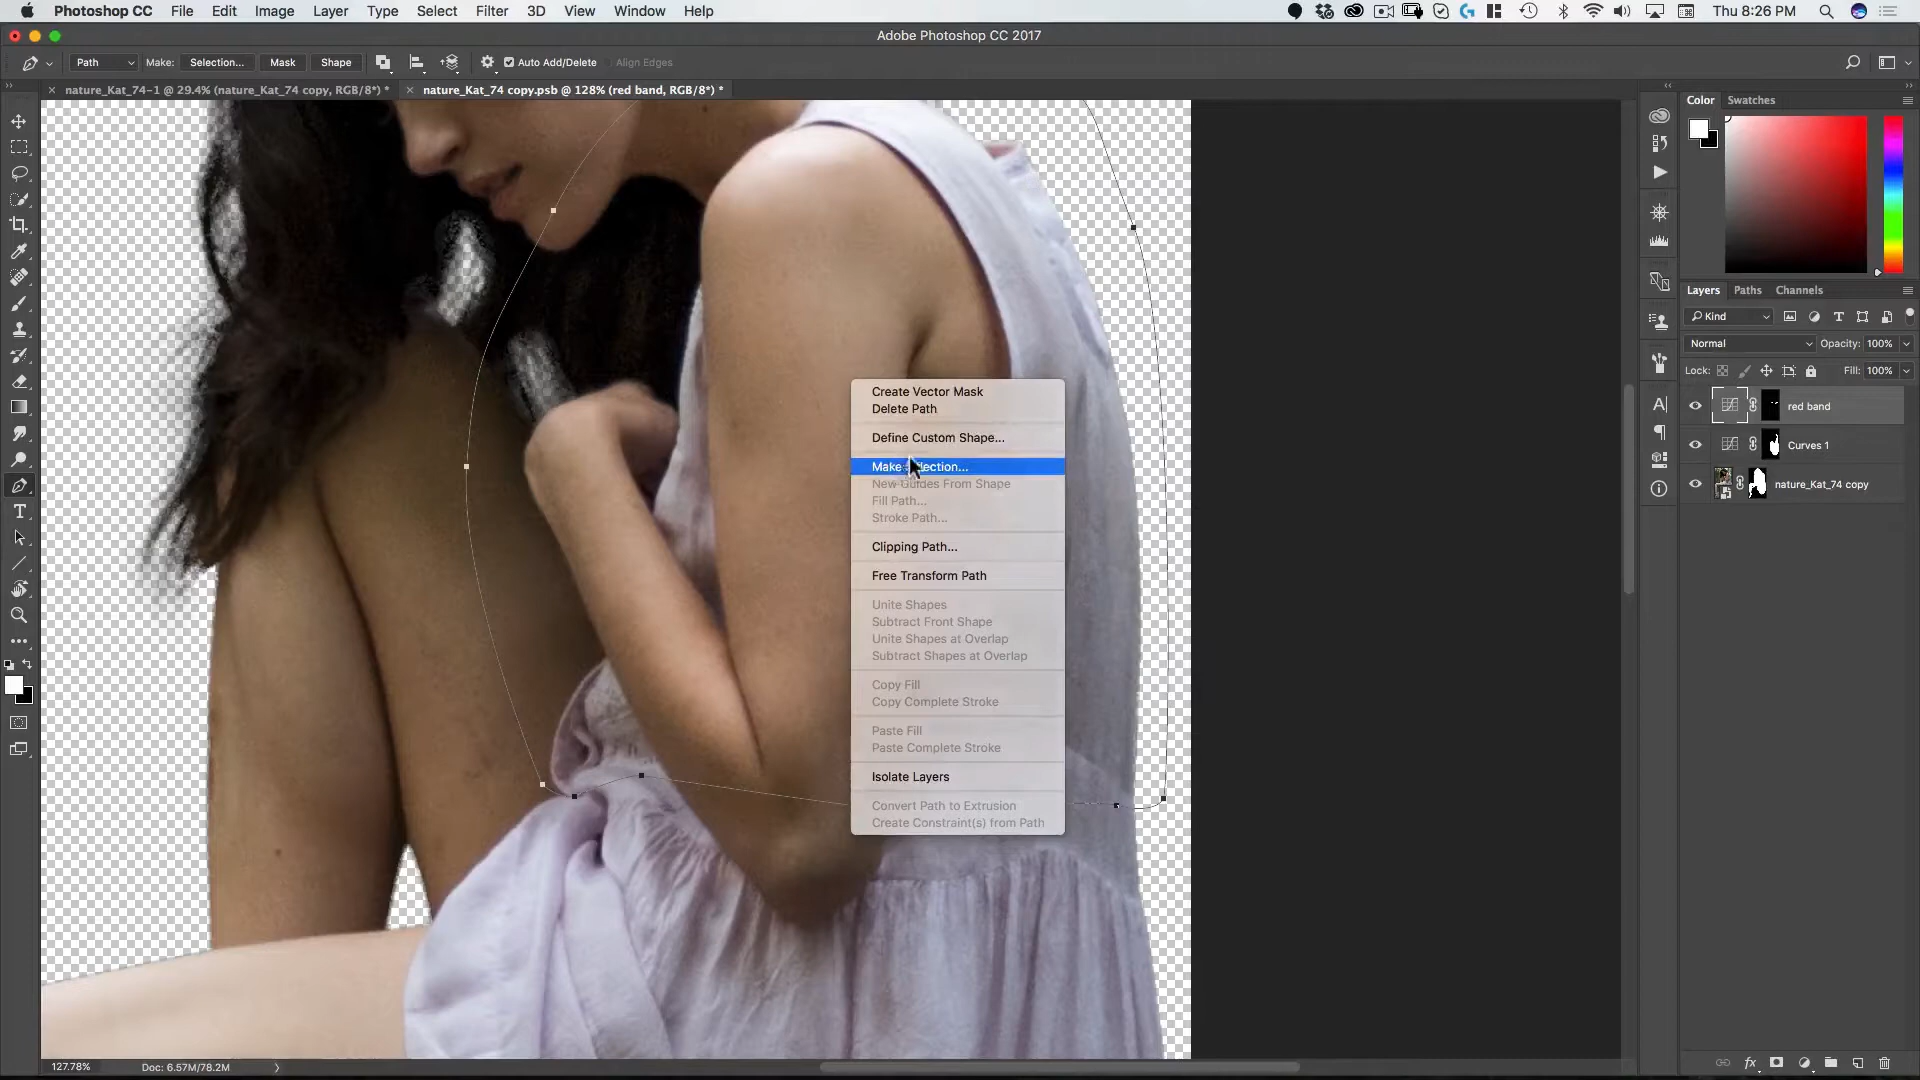 Photoshop CC File Edit Image Layer Type Select Filter 3D View Window Help Thu 8:26 PM
Adobe Photoshop CC 2017
Path Make: Selection... Mask Shape Auto Add/Delete Align Edges
nature_Kat_74-1 @ 29.4% (nature_Kat_74 copy, RGB/8*) * nature_Kat_74 copy.psb @ 128% (red band, RGB/8*) *
Color Swatches
Layers Paths Channels
Kind
Normal Opacity: 100%
Lock: Fill: 100%
red band
Curves 1
nature_Kat_74 copy
Create Vector Mask
Delete Path
Define Custom Shape...
Make Selection...
New Guides From Shape
Fill Path...
Stroke Path...
Clipping Path...
Free Transform Path
Unite Shapes
Subtract Front Shape
Unite Shapes at Overlap
Subtract Shapes at Overlap
Copy Fill
Copy Complete Stroke
Paste Fill
Paste Complete Stroke
Isolate Layers
Convert Path to Extrusion
Create Constraint(s) from Path
127.78% Doc: 6.57M/78.2M